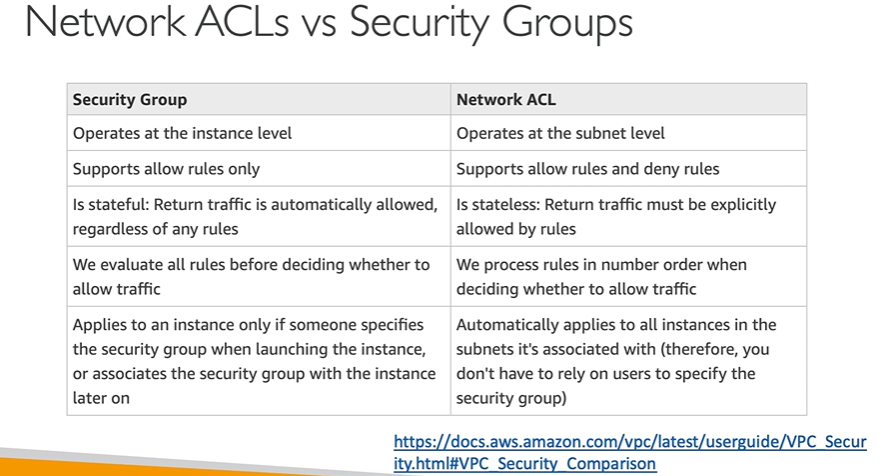 Network ACLs vs Security Groups
Security Group
Network ACL
Operates at the instance level
Operates at the subnet level
Supports allow rules only
Supports allow rules and deny rules
Is stateful: Return traffic is automatically allowed,
regardless of any rules
Is stateless: Return traffic must be explicitly
allowed by rules
We evaluate all rules before deciding whether to
allow traffic
We process rules in number order when
deciding whether to allow traffic
Applies to an instance only if someone specifies
the security group when launching the instance,
or associates the security group with the instance
later on
Automatically applies to all instances in the
subnets it's associated with (therefore, you
don't have to rely on users to specify the
security group)
https://docs.aws.amazon.com/vpc/latest/userguide/VPC_Secur
ity.html#VPC_Security_Comparison